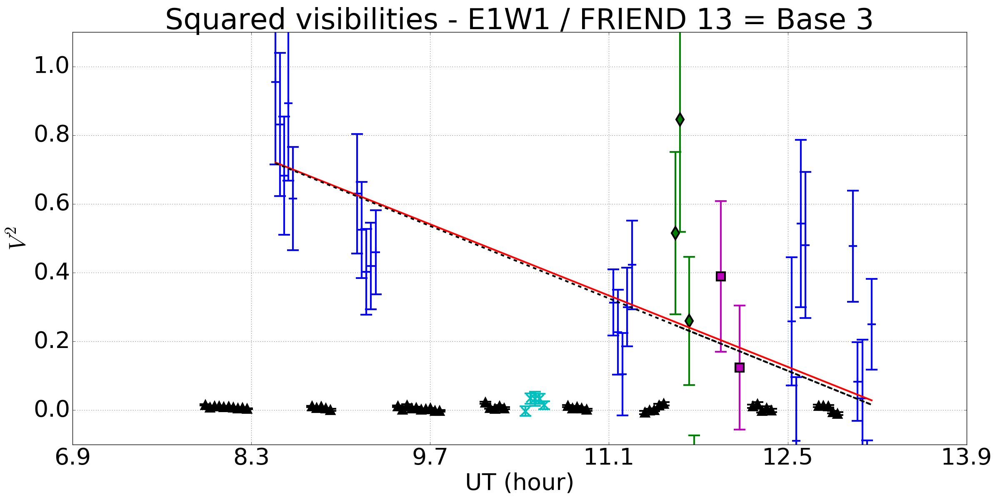 Squared visibilities - E1W1 / FRIEND 13 = Base 3
V²
1.0
0.8
0.6
0.4
0.2
0.0
6.9 8.3 9.7 11.1 12.5 13.9
UT (hour)